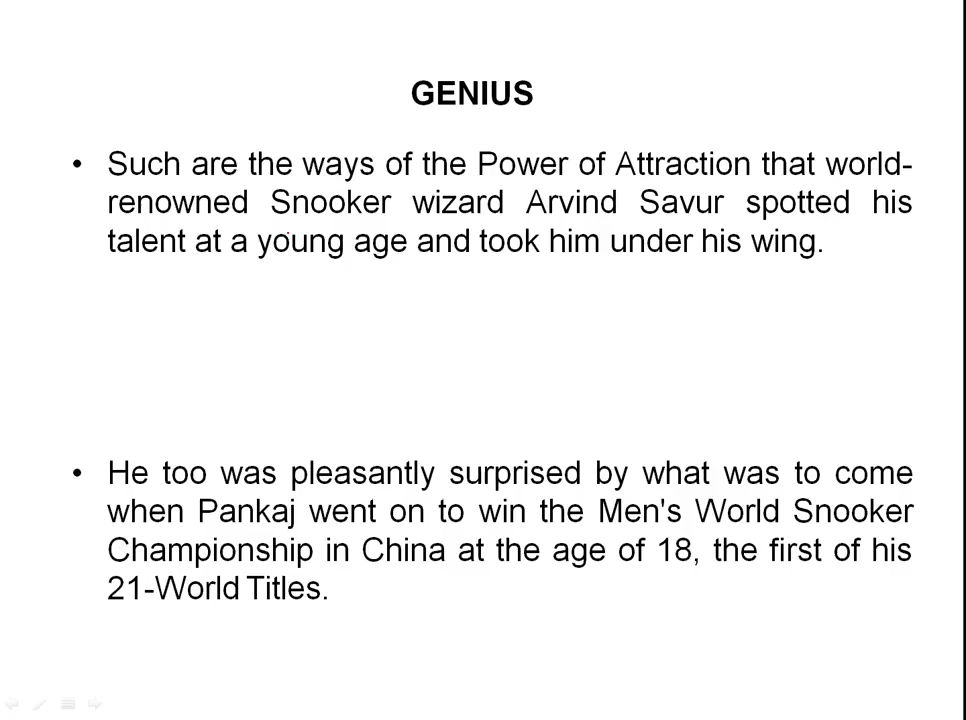 GENIUS
• Such are the ways of the Power of Attraction that world-
renowned Snooker wizard Arvind Savur spotted his
talent at a young age and took him under his wing.
• He too was pleasantly surprised by what was to come
when Pankaj went on to win the Men's World Snooker
Championship in China at the age of 18, the first of his
21-World Titles.